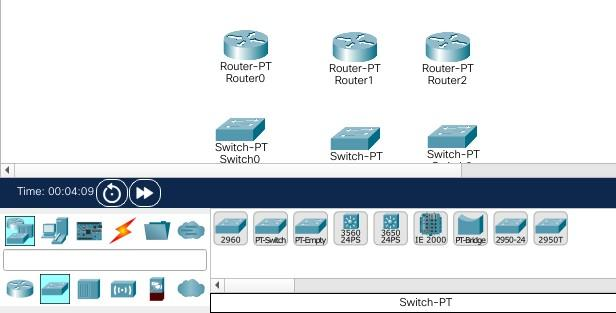 Router-PT
Router0
Router-PT
Router1
Router-PT
Router2
Switch-PT
Switch0
Switch-PT
Switch-PT
Time: 00:04:09
2960
PT-Switch
PT-Empty
3560
24PS
3650
24PS
IE 2000
PT-Bridge
2950-24
2950T
Switch-PT